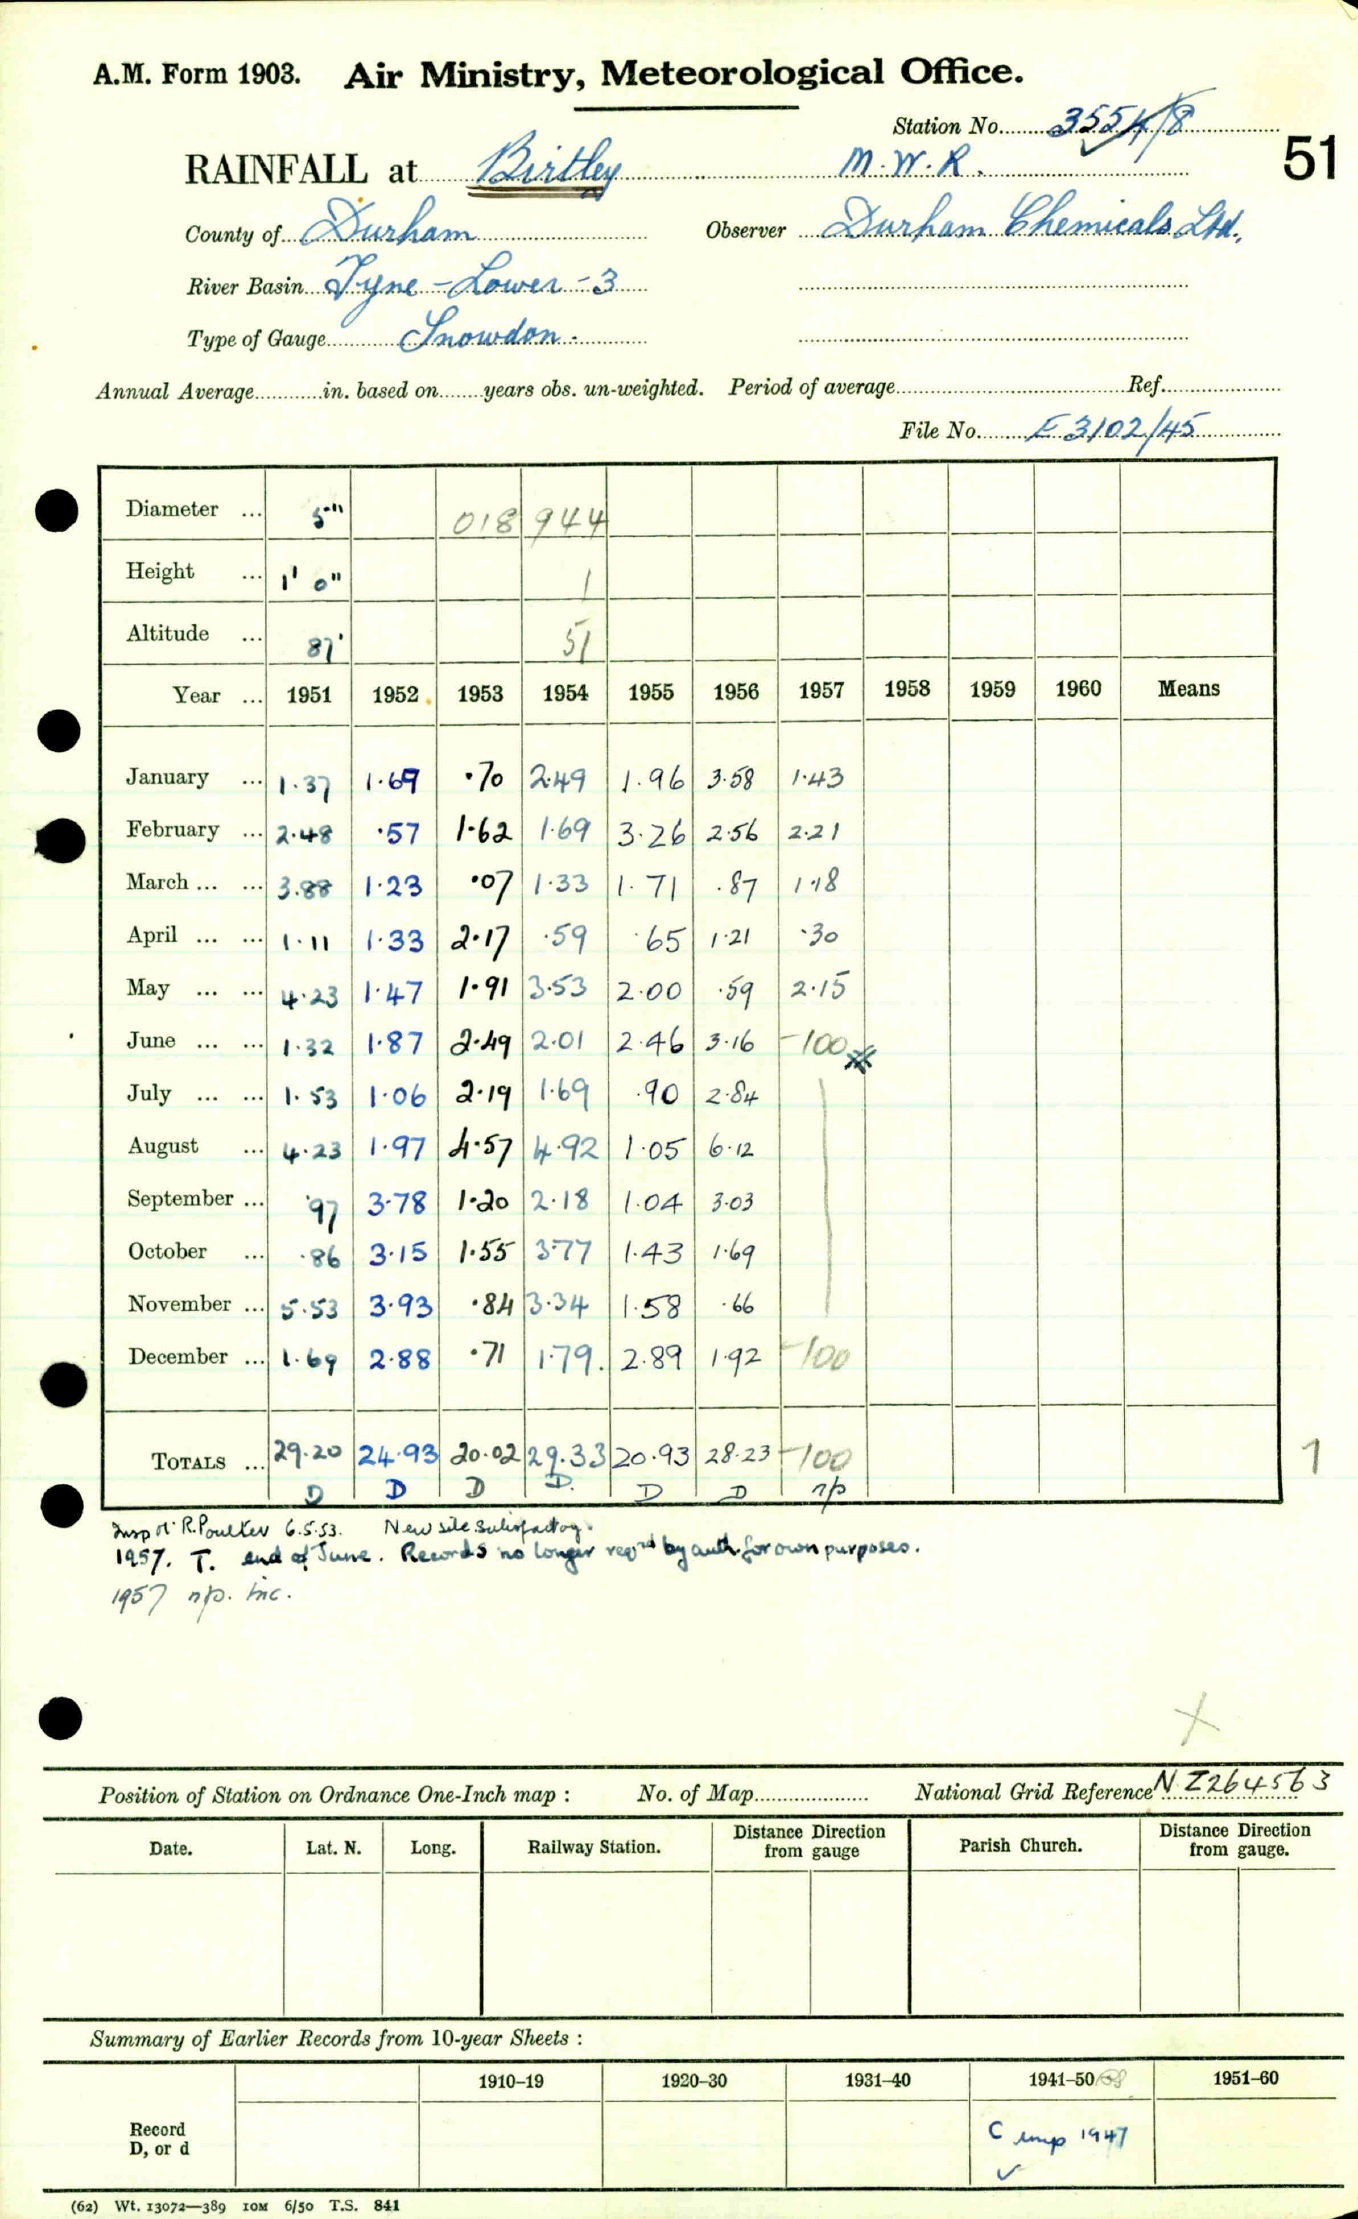 A.M. Form 1903. Air Ministry, Meteorological Office.
Station No. 3554/8
51
RAINFALL at Birtley M.W.R.
County of Durham Observer Durham Chemicals Ltd.
River Basin Tyne - Lower - 3
Type of Gauge Snowdon.
Annual Average in. based on years obs. un-weighted. Period of average Ref.
File No. E 3102/45
Diameter ... 5" 018 944
Height ... 1' 0" 1
Altitude ... 87' 51
Year ... 1951 1952 1953 1954 1955 1956 1957 1958 1959 1960 Means
January ... 1.37 1.69 .70 2.49 1.96 3.58 1.43
February ... 2.48 .57 1.62 1.69 3.26 2.56 2.21
March ... ... 3.88 1.23 .07 1.33 1.71 .87 1.18
April ... ... 1.11 1.33 2.17 .59 .65 1.21 .30
May ... ... 4.23 1.47 1.91 3.53 2.00 .59 2.15
June ... ... 1.32 1.87 2.49 2.01 2.46 3.16 -100
July ... ... 1.53 1.06 2.19 1.69 .90 2.84
August ... 4.23 1.97 4.57 4.92 1.05 6.12
September ... .97 3.78 1.20 2.18 1.04 3.03
October ... .86 3.15 1.55 3.77 1.43 1.69
November ... 5.53 3.93 .84 3.34 1.58 .66
December ... 1.69 2.88 .71 1.79. 2.89 1.92 -100
TOTALS ... 29.20 24.93 20.02 29.33 20.93 28.23 -100 1
D D D D. D D n/p
Insp Mr R. Poulter 6.5.53. New site satisfactory.
1957. T. end of June. Records no longer reqrd by auth. for own purposes.
1957 n/p. inc.
Position of Station on Ordnance One-Inch map : No. of Map National Grid Reference NZ264563
Date. Lat. N. Long. Railway Station. Distance Direction from gauge Parish Church. Distance Direction from gauge.
Summary of Earlier Records from 10-year Sheets :
1910–19 1920–30 1931–40 1941–50 1951–60
Record
D, or d
C 1947
(62) Wt. 13072—389 10M 6/50 T.S. 841